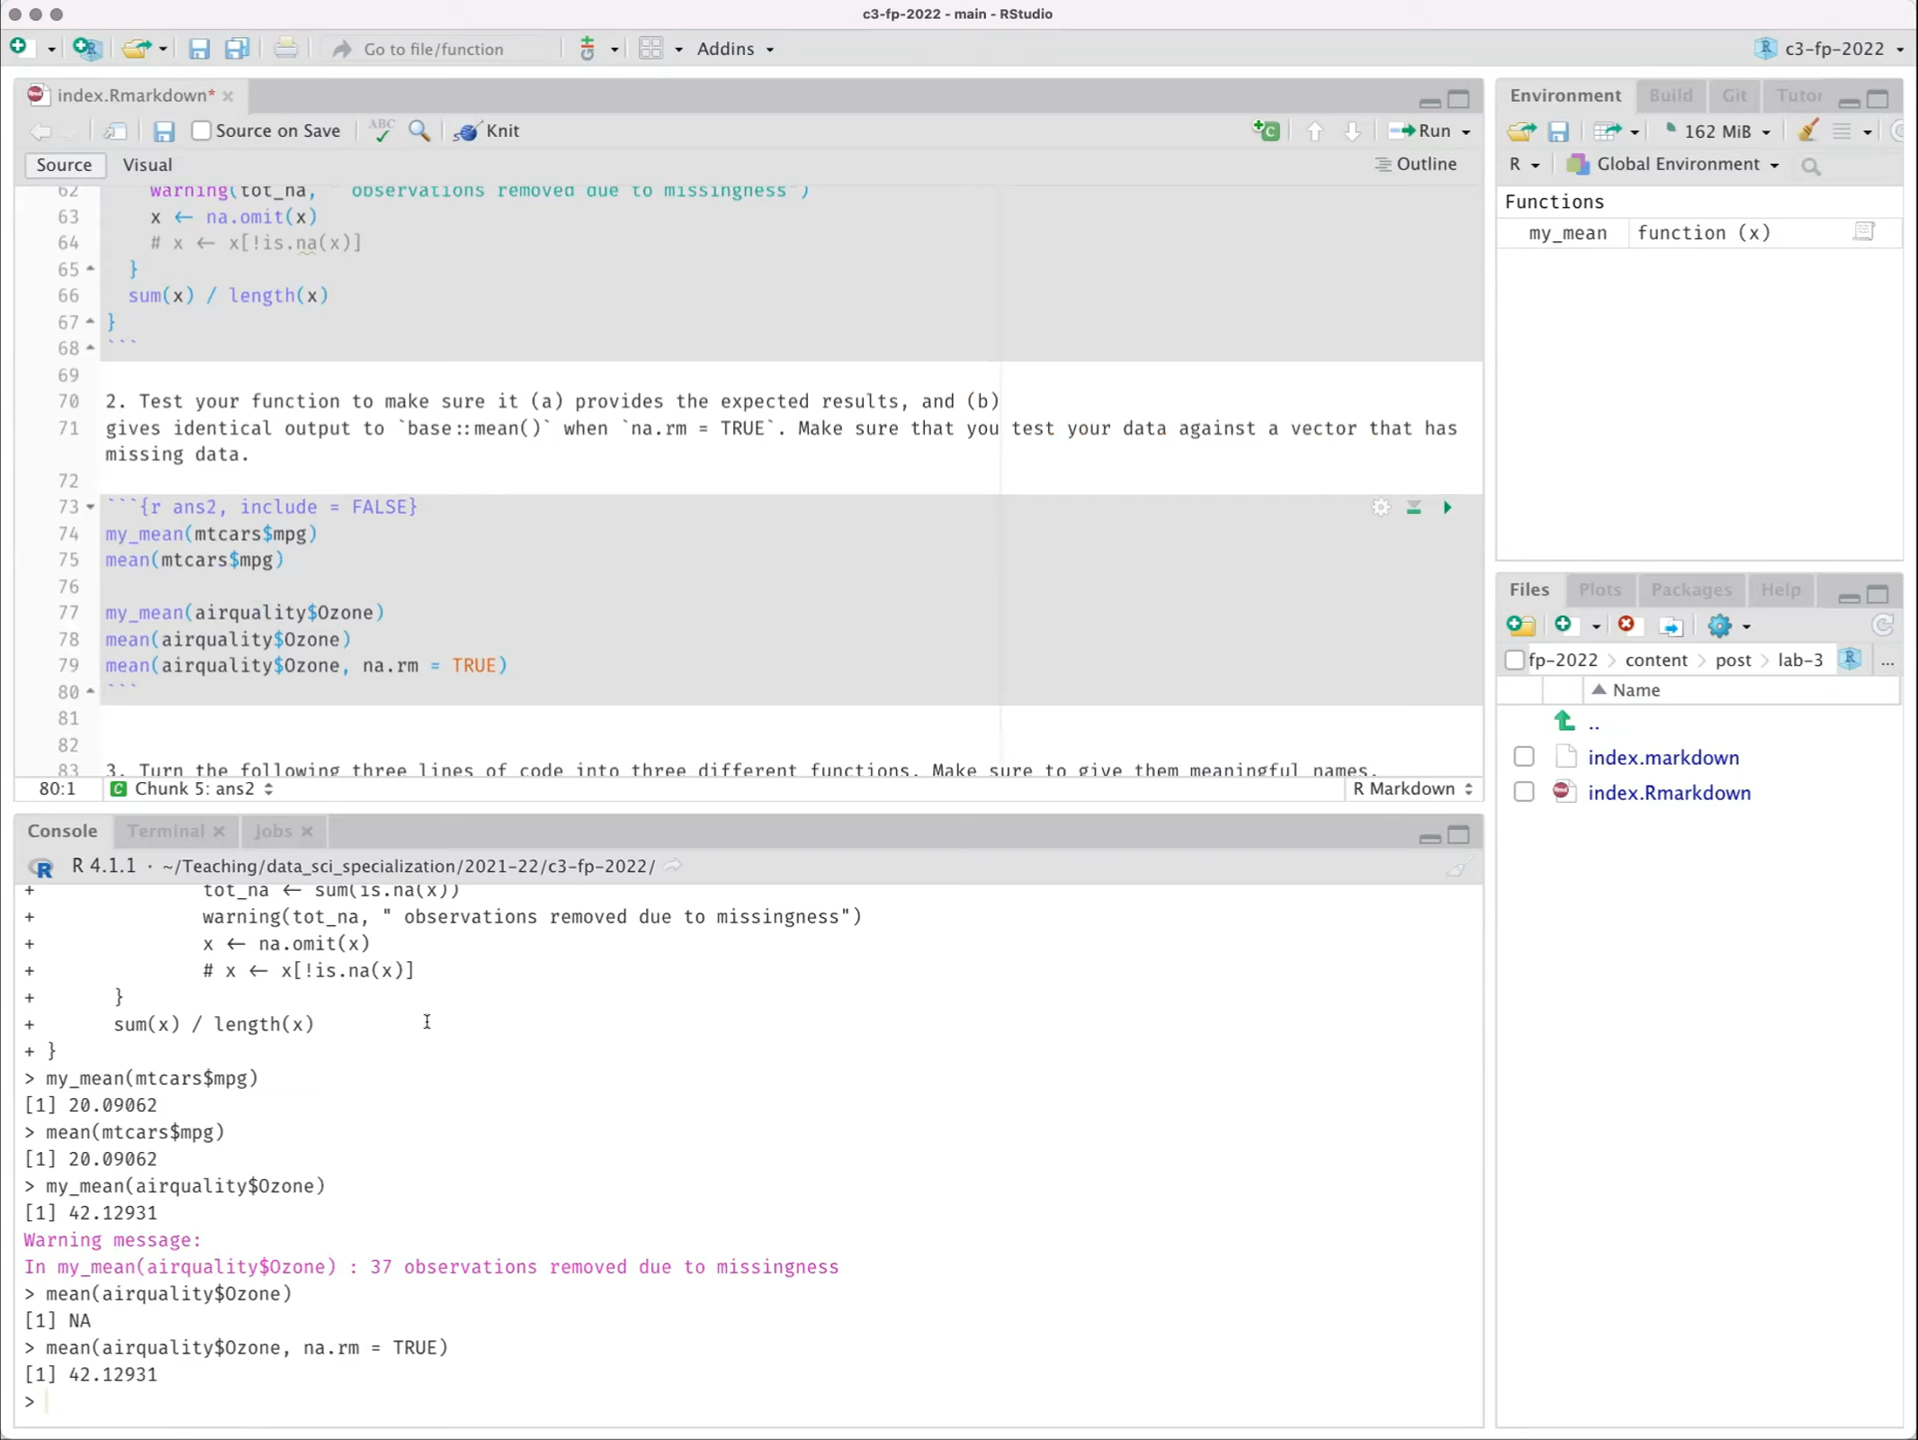 c3-fp-2022 - main - RStudio
Go to file/function
Addins
c3-fp-2022
index.Rmarkdown*
Source on Save
ABC
Knit
Run
Source
Visual
Outline
62 warning(tot_na, " observations removed due to missingness")
63 x <- na.omit(x)
64 # x <- x[!is.na(x)]
65 }
66 sum(x) / length(x)
67 }
68 ```
69
70 2. Test your function to make sure it (a) provides the expected results, and (b)
71 gives identical output to `base::mean()` when `na.rm = TRUE`. Make sure that you test your data against a vector that has
missing data.
72
73 ```{r ans2, include = FALSE}
74 my_mean(mtcars$mpg)
75 mean(mtcars$mpg)
76
77 my_mean(airquality$Ozone)
78 mean(airquality$Ozone)
79 mean(airquality$Ozone, na.rm = TRUE)
80 ```
81
82
83 3. Turn the following three lines of code into three different functions. Make sure to give them meaningful names.
80:1
Chunk 5: ans2
R Markdown
Console
Terminal
Jobs
R 4.1.1 · ~/Teaching/data_sci_specialization/2021-22/c3-fp-2022/
+ tot_na <- sum(is.na(x))
+ warning(tot_na, " observations removed due to missingness")
+ x <- na.omit(x)
+ # x <- x[!is.na(x)]
+ }
+ sum(x) / length(x)
+ }
> my_mean(mtcars$mpg)
[1] 20.09062
> mean(mtcars$mpg)
[1] 20.09062
> my_mean(airquality$Ozone)
[1] 42.12931
Warning message:
In my_mean(airquality$Ozone) : 37 observations removed due to missingness
> mean(airquality$Ozone)
[1] NA
> mean(airquality$Ozone, na.rm = TRUE)
[1] 42.12931
>
Environment
Build
Git
Tutor
162 MiB
R
Global Environment
Functions
my_mean
function (x)
Files
Plots
Packages
Help
fp-2022
content
post
lab-3
...
Name
..
index.markdown
index.Rmarkdown